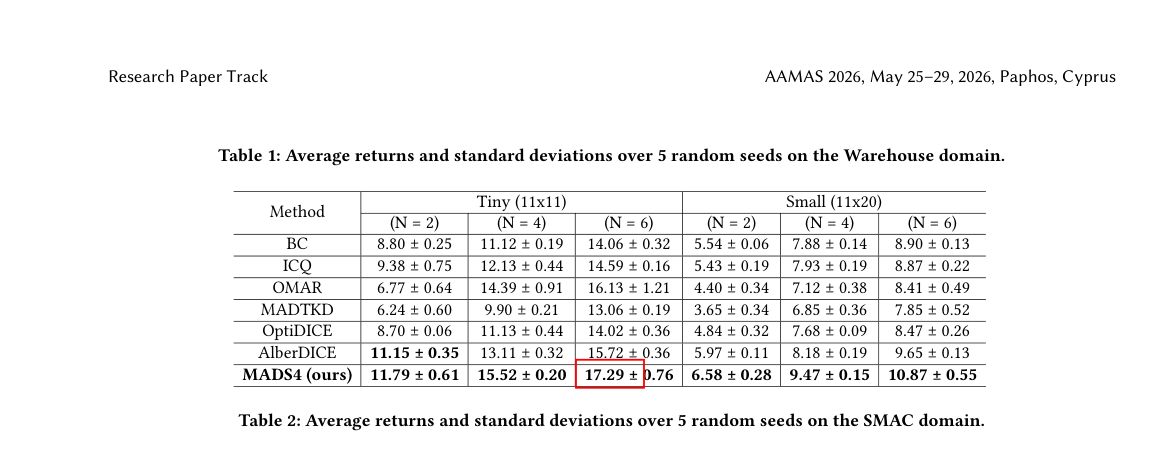 Research Paper Track AAMAS 2026, May 25–29, 2026, Paphos, Cyprus
Table 1: Average returns and standard deviations over 5 random seeds on the Warehouse domain.
Method Tiny (11x11) Small (11x20)
(N = 2) (N = 4) (N = 6) (N = 2) (N = 4) (N = 6)
BC 8.80 ± 0.25 11.12 ± 0.19 14.06 ± 0.32 5.54 ± 0.06 7.88 ± 0.14 8.90 ± 0.13
ICQ 9.38 ± 0.75 12.13 ± 0.44 14.59 ± 0.16 5.43 ± 0.19 7.93 ± 0.19 8.87 ± 0.22
OMAR 6.77 ± 0.64 14.39 ± 0.91 16.13 ± 1.21 4.40 ± 0.34 7.12 ± 0.38 8.41 ± 0.49
MADTKD 6.24 ± 0.60 9.90 ± 0.21 13.06 ± 0.19 3.65 ± 0.34 6.85 ± 0.36 7.85 ± 0.52
OptiDICE 8.70 ± 0.06 11.13 ± 0.44 14.02 ± 0.36 4.84 ± 0.32 7.68 ± 0.09 8.47 ± 0.26
AlberDICE 11.15 ± 0.35 13.11 ± 0.32 15.72 ± 0.36 5.97 ± 0.11 8.18 ± 0.19 9.65 ± 0.13
MADS4 (ours) 11.79 ± 0.61 15.52 ± 0.20 17.29 ± 0.76 6.58 ± 0.28 9.47 ± 0.15 10.87 ± 0.55
Table 2: Average returns and standard deviations over 5 random seeds on the SMAC domain.